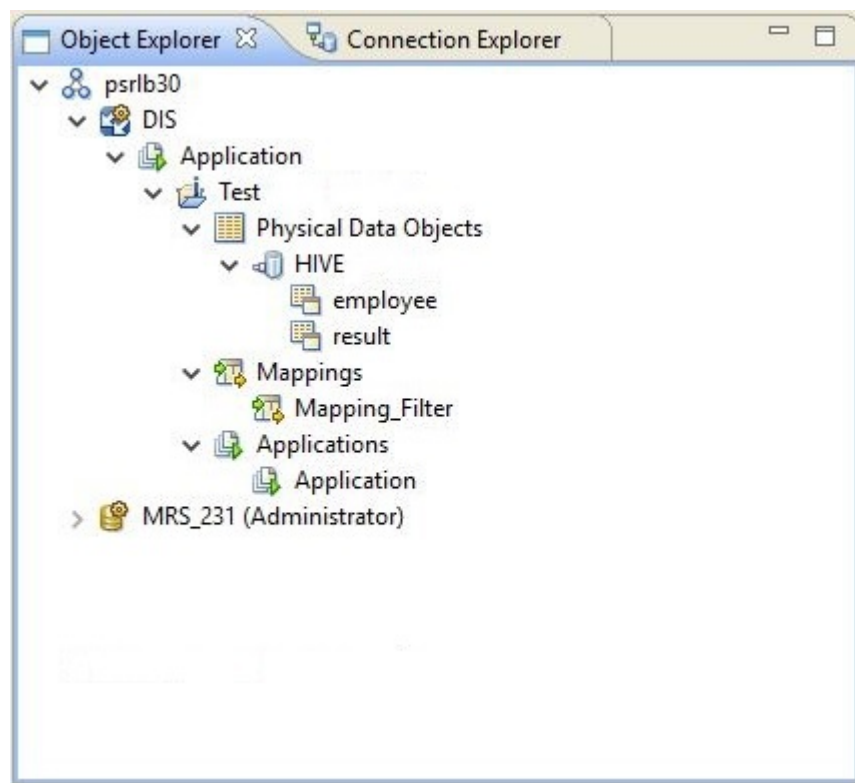 Object Explorer Connection Explorer
psrlb30
DIS
Application
Test
Physical Data Objects
HIVE
employee
result
Mappings
Mapping_Filter
Applications
Application
MRS_231 (Administrator)